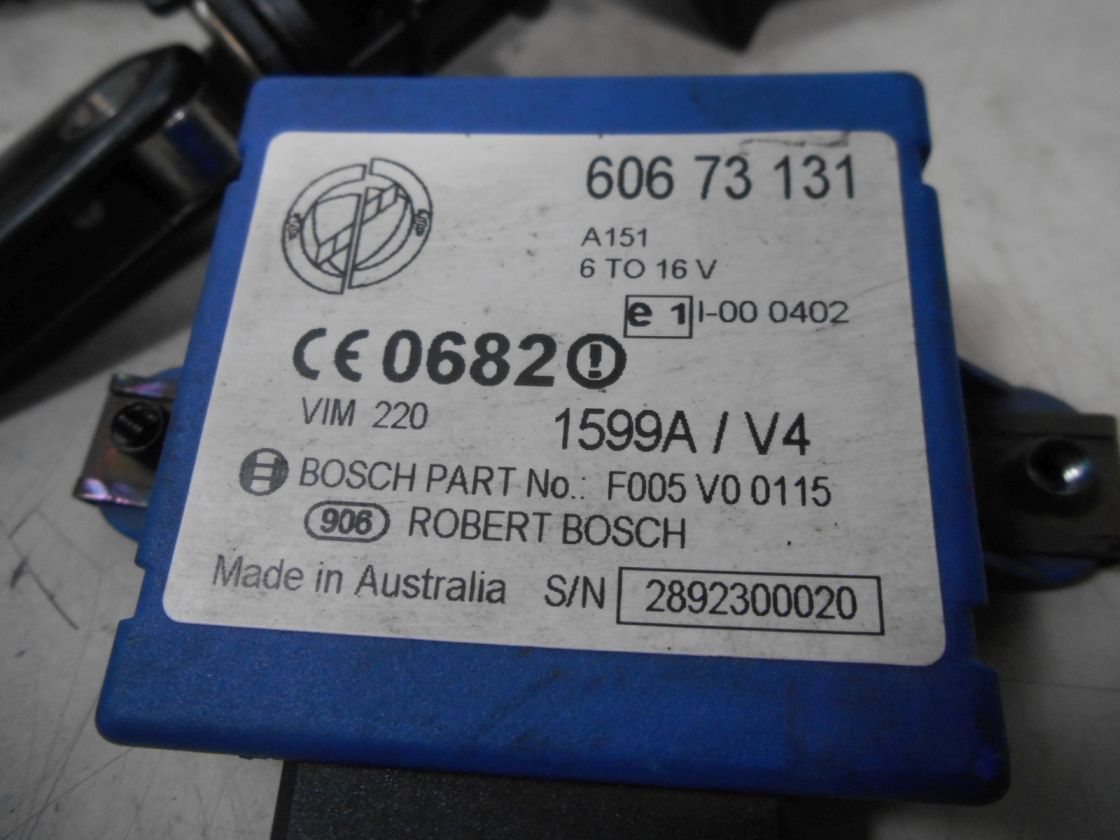 606 73 131
A151
6 TO 16 V
e 1 I-00 0402
CE 0682
VIM 220
1599A / V4
BOSCH PART No.: F005 V0 0115
906 ROBERT BOSCH
Made in Australia S/N 2892300020